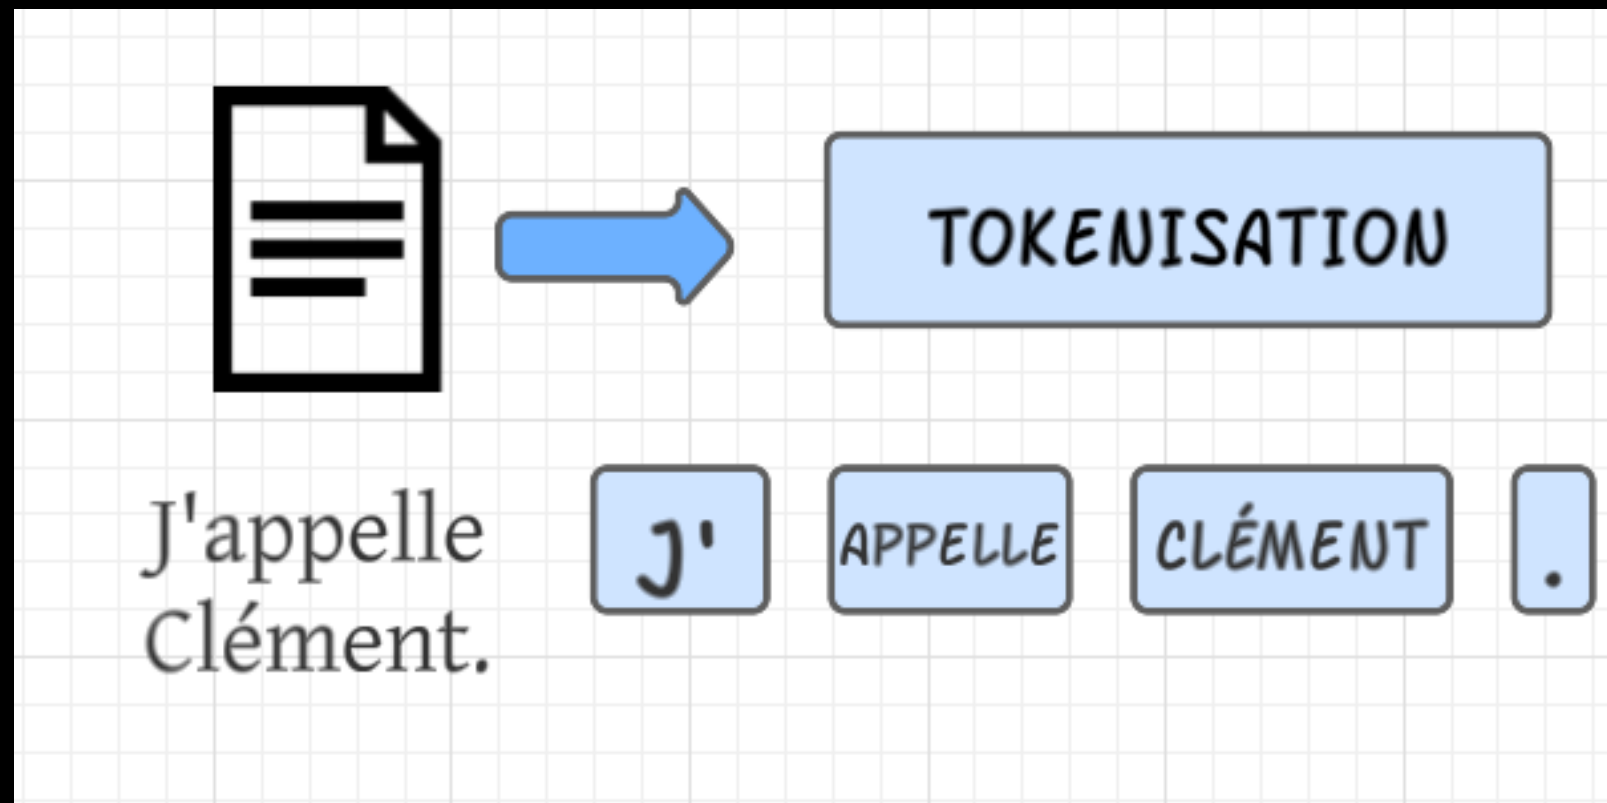 TOKENISATION
J'appelle
Clément.
J'
APPELLE
CLÉMENT
.